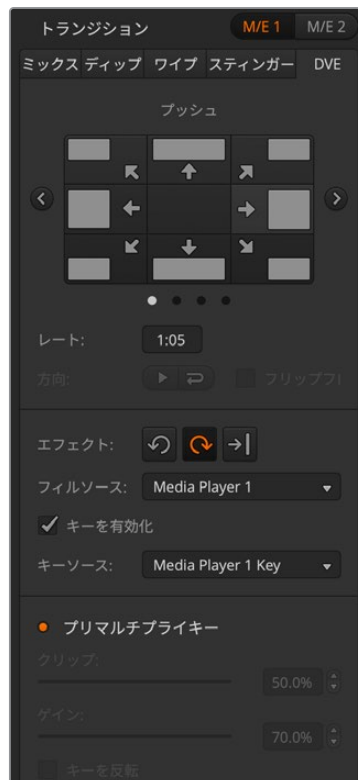 トランジション M/E 1 M/E 2
ミックス ディップ ワイプ スティンガー DVE
プッシュ
レート: 1:05
方向: フリップフ
エフェクト:
フィルソース: Media Player 1
キーを有効化
キーソース: Media Player 1 Key
プリマルチプライキー
クリップ:
50.0%
ゲイン:
70.0%
キーを反転